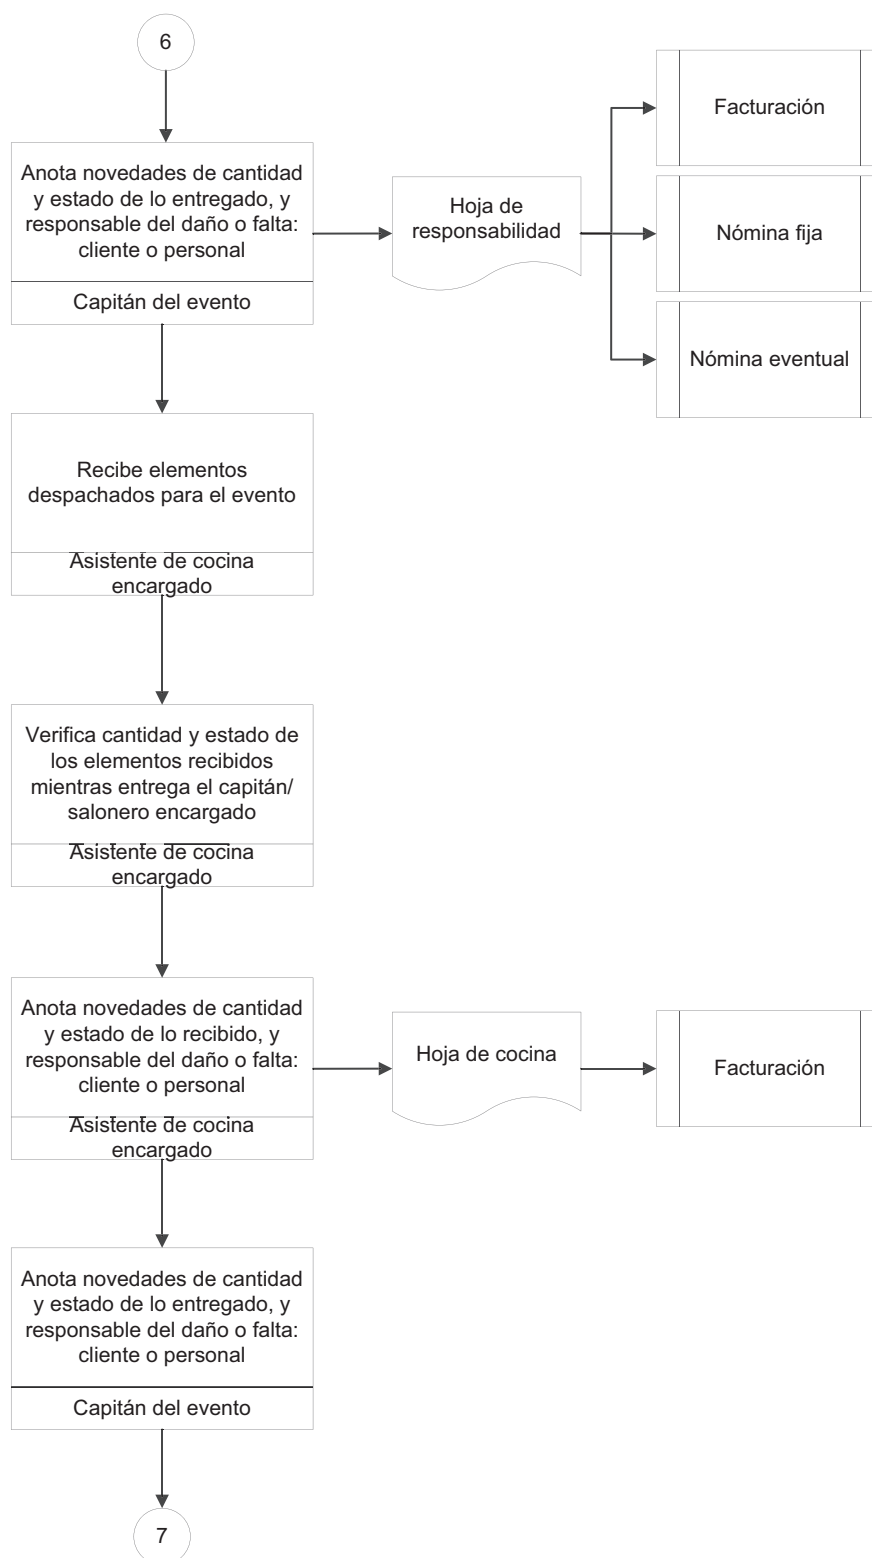 6
Anota novedades de cantidad
y estado de lo entregado, y
responsable del daño o falta:
cliente o personal
Capitán del evento
Hoja de
responsabilidad
Facturación
Nómina fija
Nómina eventual
Recibe elementos
despachados para el evento
Asistente de cocina
encargado
Verifica cantidad y estado de
los elementos recibidos
mientras entrega el capitán/
salonero encargado
Asistente de cocina
encargado
Anota novedades de cantidad
y estado de lo recibido, y
responsable del daño o falta:
cliente o personal
Asistente de cocina
encargado
Hoja de cocina
Facturación
Anota novedades de cantidad
y estado de lo entregado, y
responsable del daño o falta:
cliente o personal
Capitán del evento
7